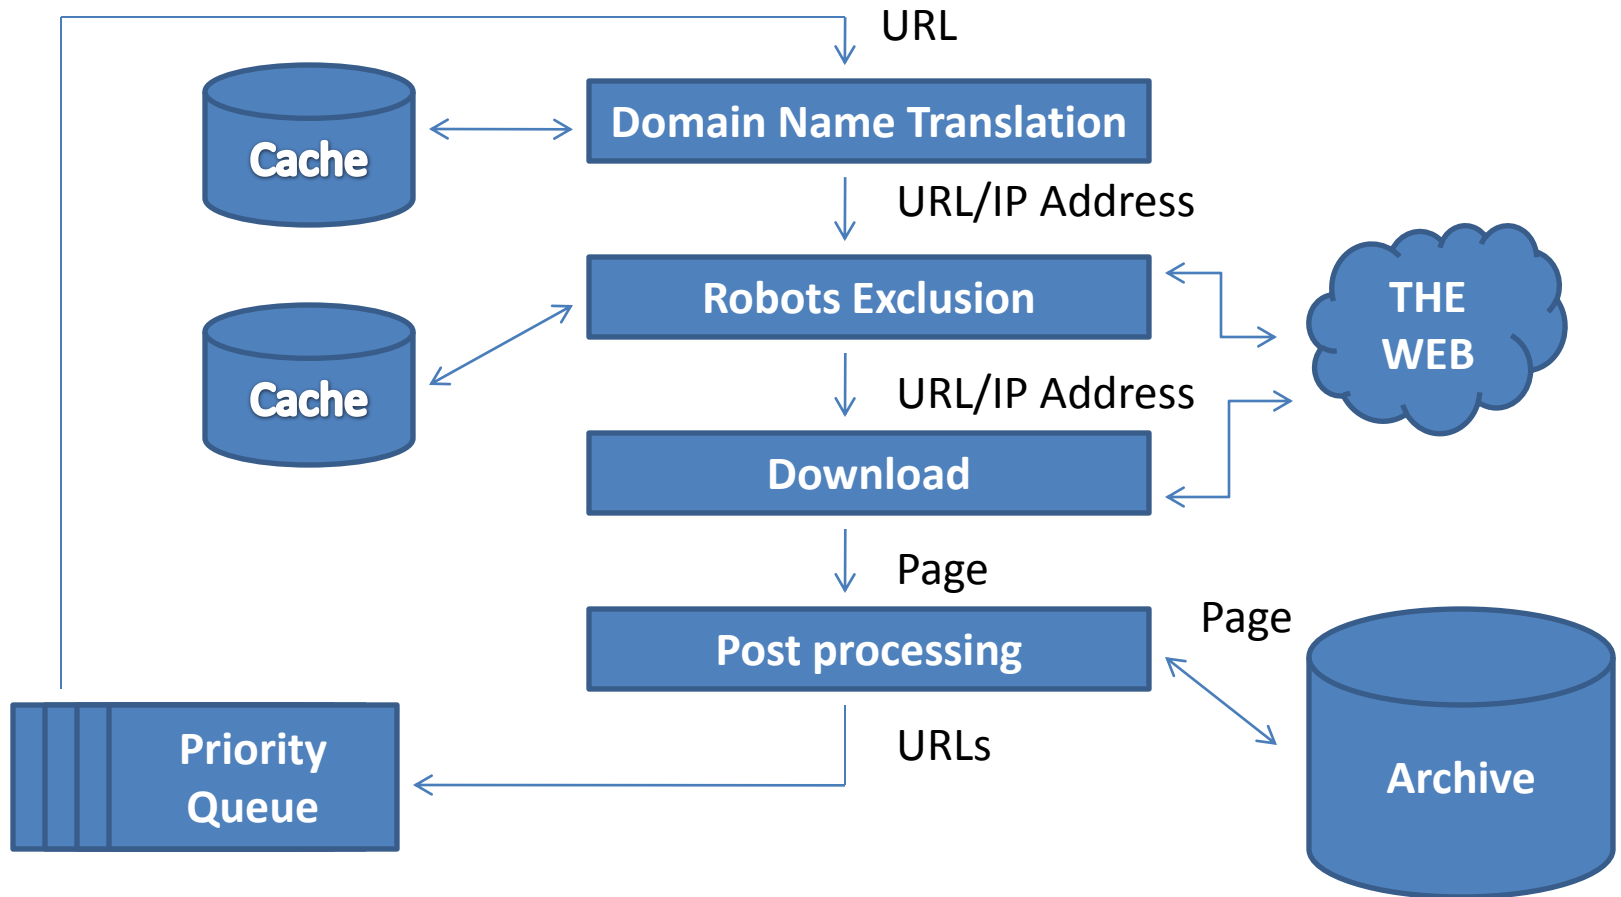 URL
Domain Name Translation
Cache
URL/IP Address
Robots Exclusion
THE
WEB
Cache
URL/IP Address
Download
Page
Page
Post processing
URLs
Priority
Queue
Archive